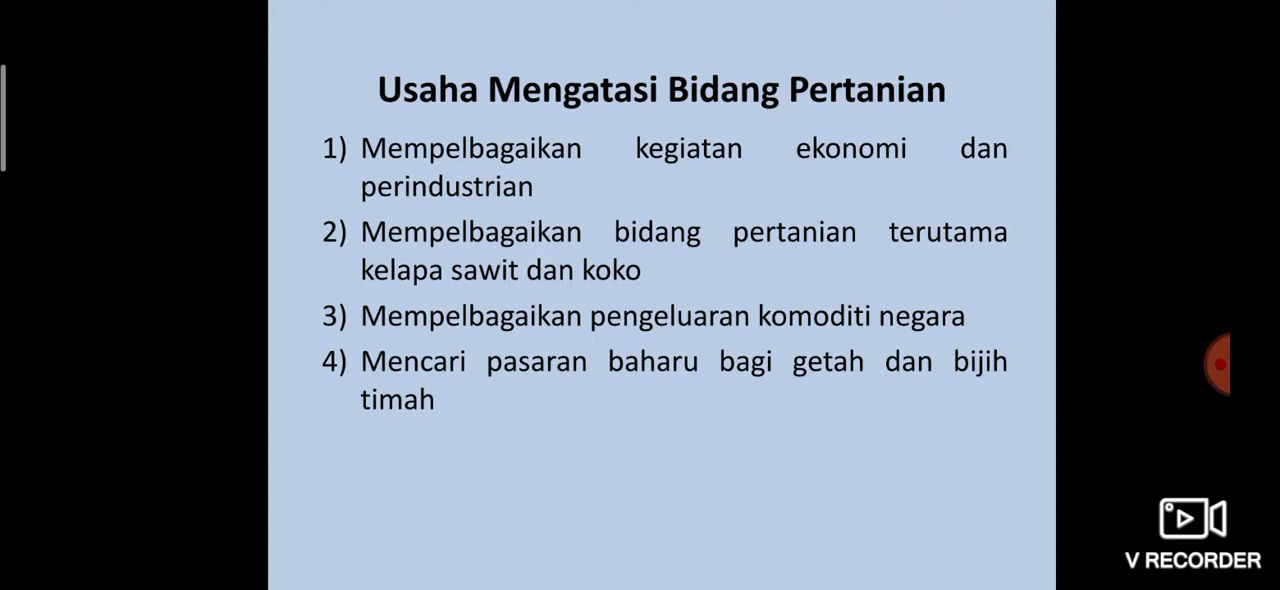 Usaha Mengatasi Bidang Pertanian
1) Mempelbagaikan kegiatan ekonomi dan
perindustrian
2) Mempelbagaikan bidang pertanian terutama
kelapa sawit dan koko
3) Mempelbagaikan pengeluaran komoditi negara
4) Mencari pasaran baharu bagi getah dan bijih
timah
V RECORDER